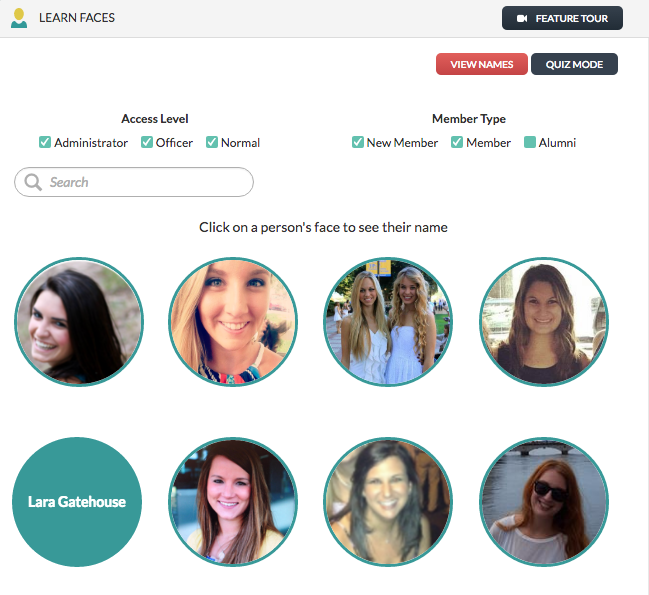 LEARN FACES
FEATURE TOUR
VIEW NAMES
QUIZ MODE
Access Level
Member Type
Administrator Officer Normal
New Member Member Alumni
Search
Click on a person's face to see their name
Lara Gatehouse